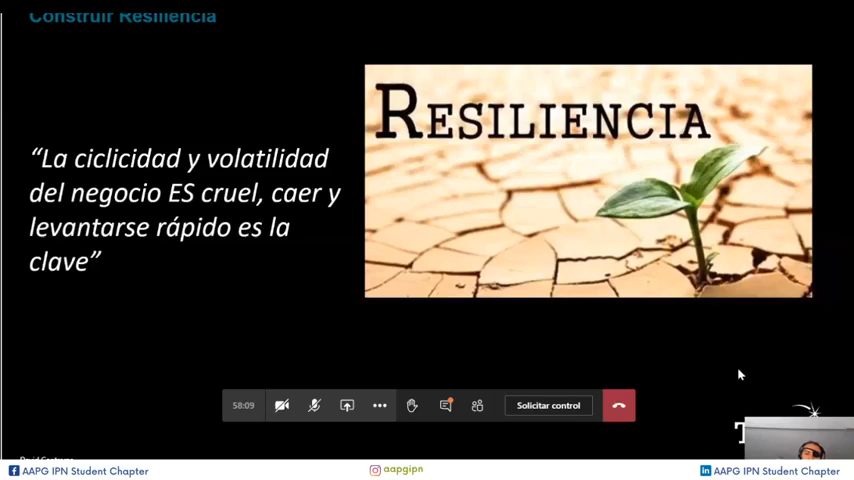 Construir Resiliencia
RESILIENCIA
“La ciclicidad y volatilidad
del negocio ES cruel, caer y
levantarse rápido es la
clave”
58:09
Solicitar control
AAPG IPN Student Chapter
aapgipn
AAPG IPN Student Chapter